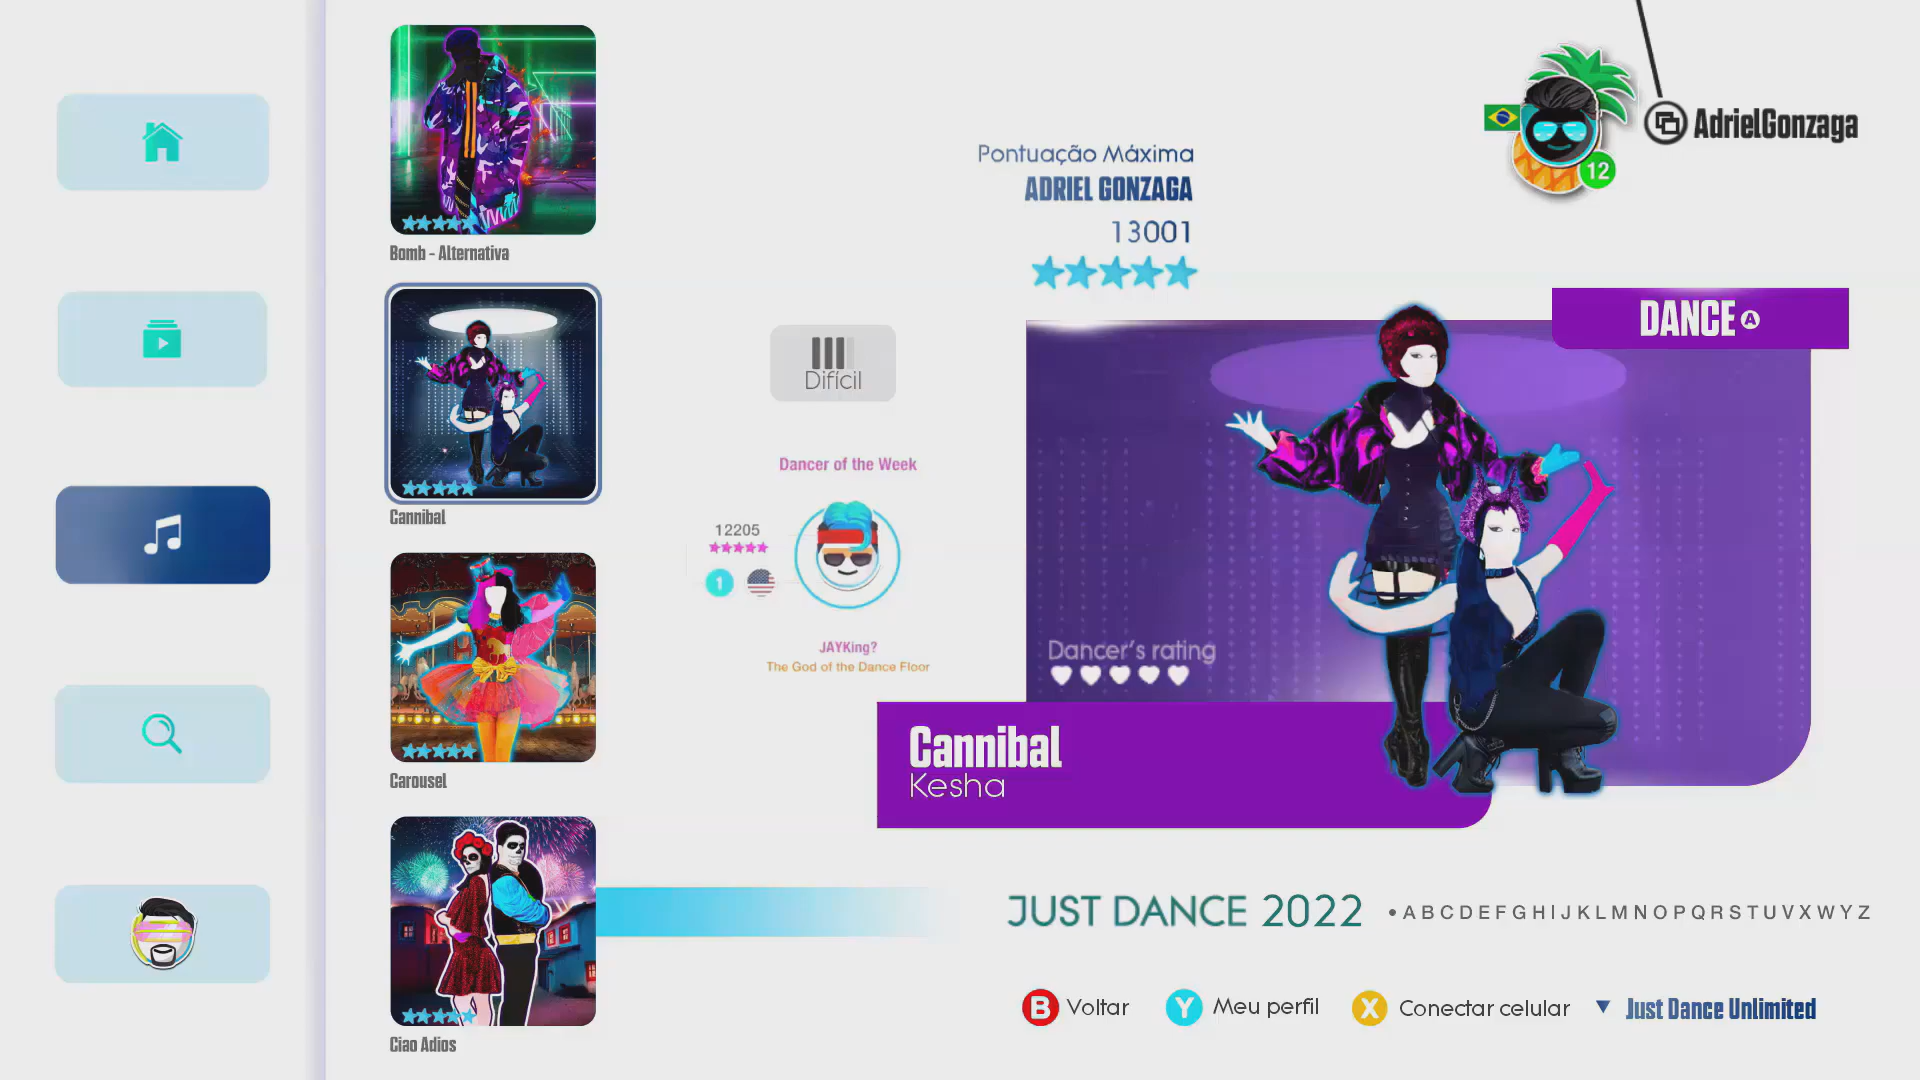 Bomb - Alternativa
Cannibal
Carousel
Ciao Adios
Pontuação Máxima
ADRIEL GONZAGA
13001
12
AdrielGonzaga
Difícil
Dancer of the Week
12205
1
JAYKing?
The God of the Dance Floor
DANCE A
Dancer's rating
Cannibal
Kesha
JUST DANCE 2022
•ABCDEFGHIJKLMNOPQRSTUVXWYZ
B Voltar
Y Meu perfil
X Conectar celular
Just Dance Unlimited